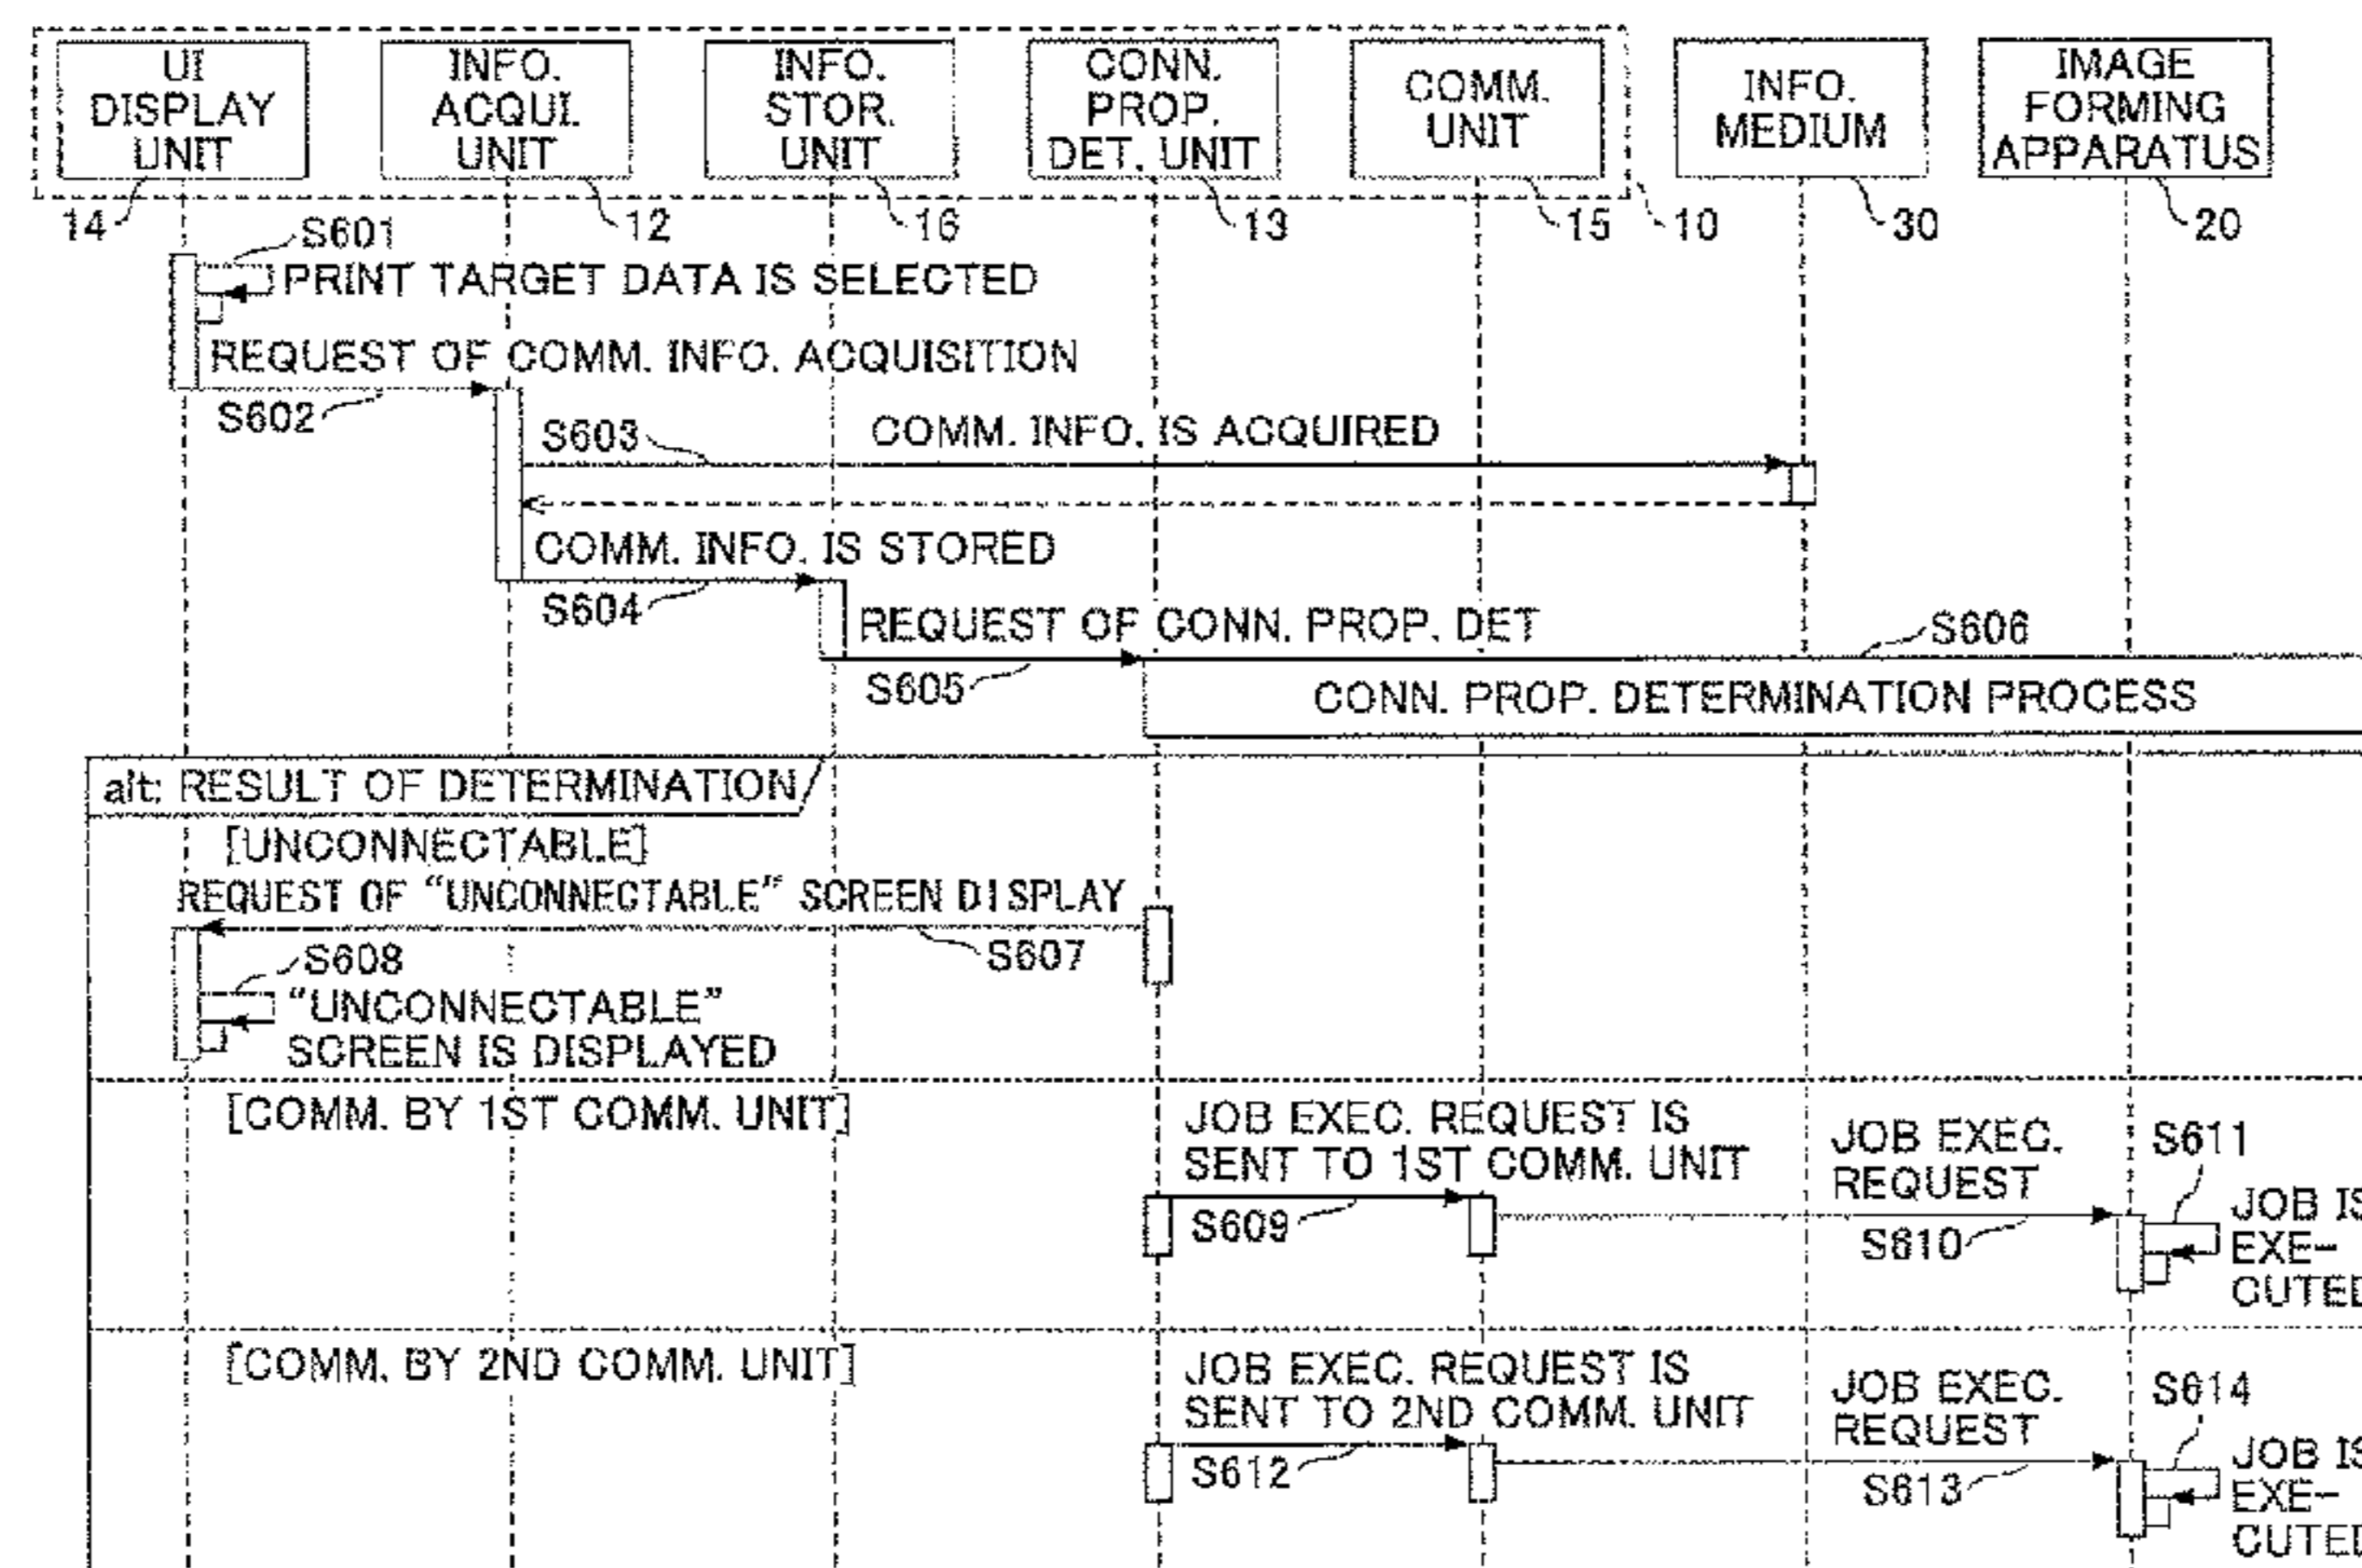 UI
DISPLAY
UNIT
INFO.
ACQUI.
UNIT
INFO.
STOR.
UNIT
CONN.
PROP.
DET. UNIT
COMM.
UNIT
INFO.
MEDIUM
IMAGE
FORMING
APPARATUS
14
12
16
13
15
10
30
20
S601
PRINT TARGET DATA IS SELECTED
REQUEST OF COMM. INFO. ACQUISITION
S602
S603
COMM. INFO. IS ACQUIRED
COMM. INFO. IS STORED
S604
REQUEST OF CONN. PROP. DET
S606
S605
CONN. PROP. DETERMINATION PROCESS
alt: RESULT OF DETERMINATION
[UNCONNECTABLE]
REQUEST OF “UNCONNECTABLE” SCREEN DISPLAY
S607
S608
“UNCONNECTABLE”
SCREEN IS DISPLAYED
[COMM. BY 1ST COMM. UNIT]
JOB EXEC. REQUEST IS
SENT TO 1ST COMM. UNIT
S609
JOB EXEC.
REQUEST
S610
S611
JOB IS
EXE-
CUTED
[COMM. BY 2ND COMM. UNIT]
JOB EXEC. REQUEST IS
SENT TO 2ND COMM. UNIT
S612
JOB EXEC.
REQUEST
S613
S614
JOB IS
EXE-
CUTED